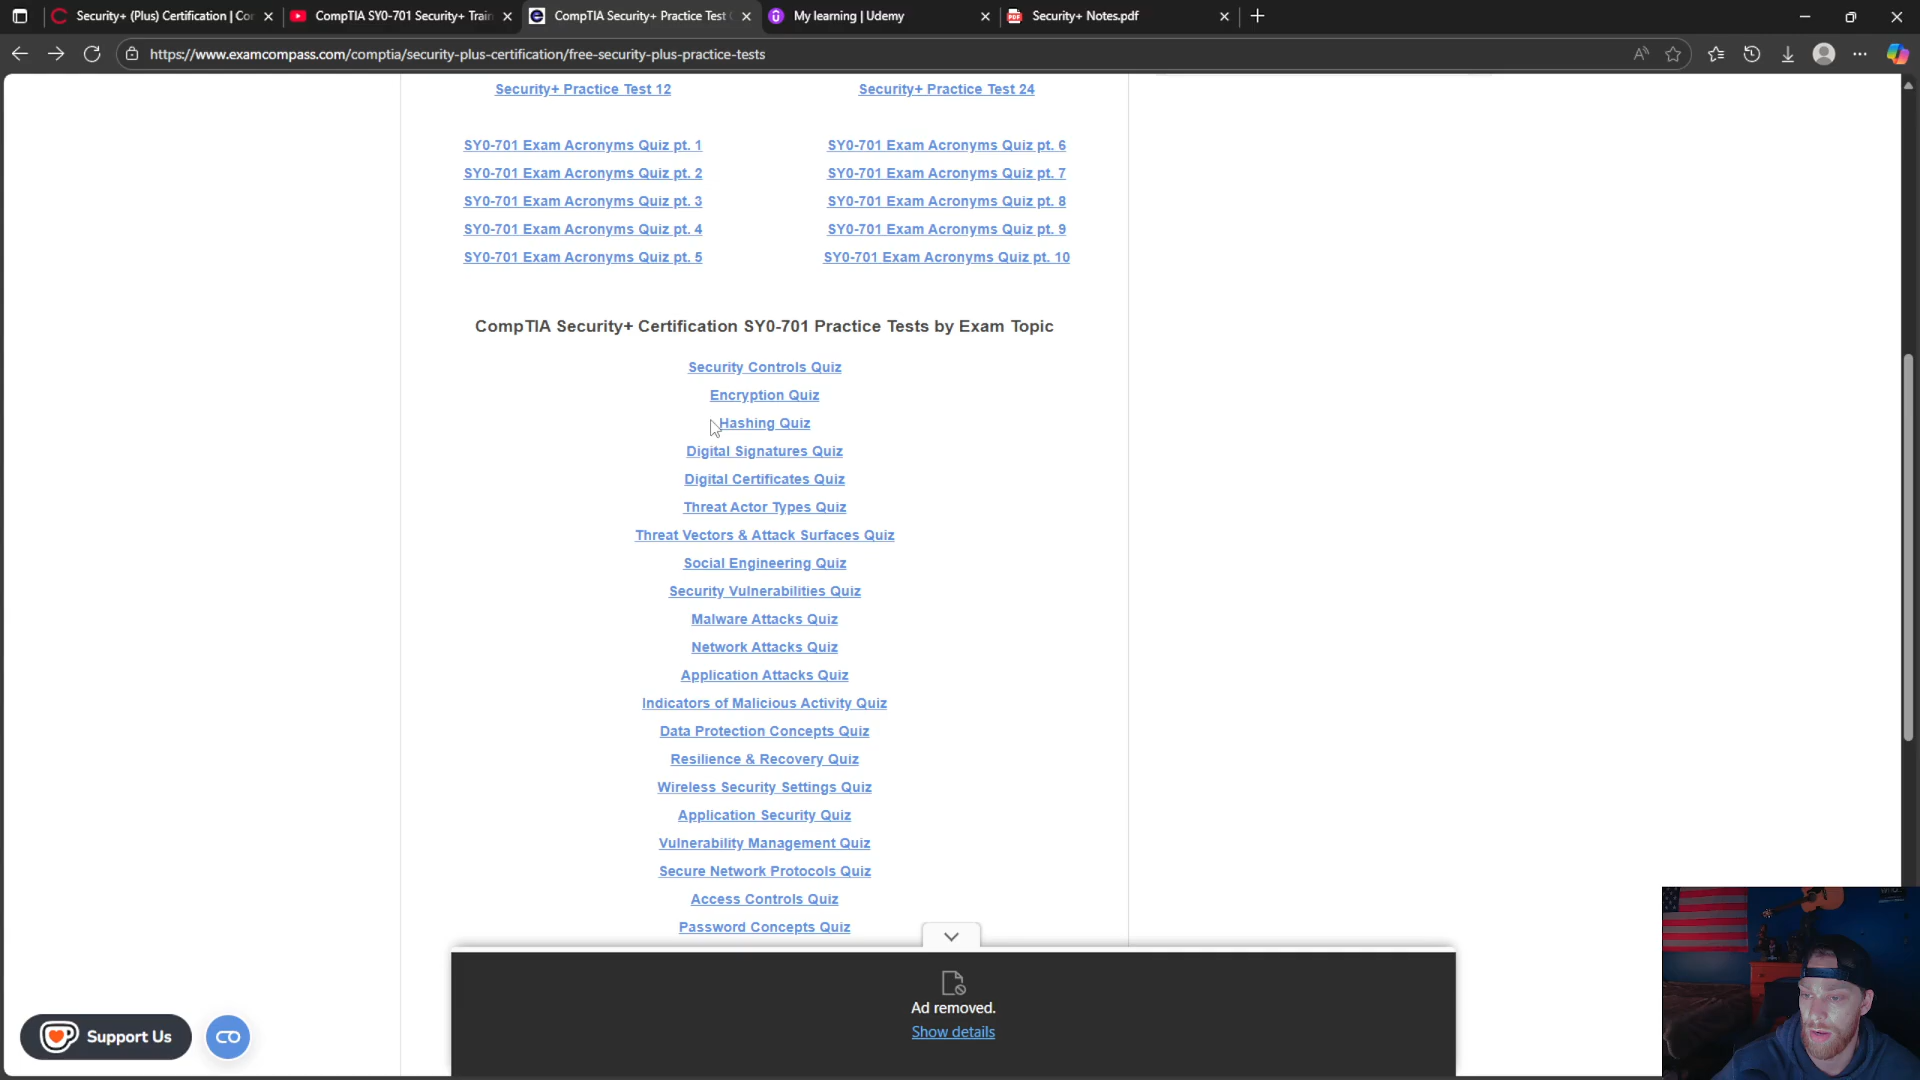 Security+ (Plus) Certification | Co
CompTIA SY0-701 Security+ Train
CompTIA Security+ Practice Test
My learning | Udemy
Security+ Notes.pdf
https://www.examcompass.com/comptia/security-plus-certification/free-security-plus-practice-tests
Security+ Practice Test 12
Security+ Practice Test 24
SY0-701 Exam Acronyms Quiz pt. 1
SY0-701 Exam Acronyms Quiz pt. 6
SY0-701 Exam Acronyms Quiz pt. 2
SY0-701 Exam Acronyms Quiz pt. 7
SY0-701 Exam Acronyms Quiz pt. 3
SY0-701 Exam Acronyms Quiz pt. 8
SY0-701 Exam Acronyms Quiz pt. 4
SY0-701 Exam Acronyms Quiz pt. 9
SY0-701 Exam Acronyms Quiz pt. 5
SY0-701 Exam Acronyms Quiz pt. 10
CompTIA Security+ Certification SY0-701 Practice Tests by Exam Topic
Security Controls Quiz
Encryption Quiz
Hashing Quiz
Digital Signatures Quiz
Digital Certificates Quiz
Threat Actor Types Quiz
Threat Vectors & Attack Surfaces Quiz
Social Engineering Quiz
Security Vulnerabilities Quiz
Malware Attacks Quiz
Network Attacks Quiz
Application Attacks Quiz
Indicators of Malicious Activity Quiz
Data Protection Concepts Quiz
Resilience & Recovery Quiz
Wireless Security Settings Quiz
Application Security Quiz
Vulnerability Management Quiz
Secure Network Protocols Quiz
Access Controls Quiz
Password Concepts Quiz
Ad removed.
Show details
Support Us